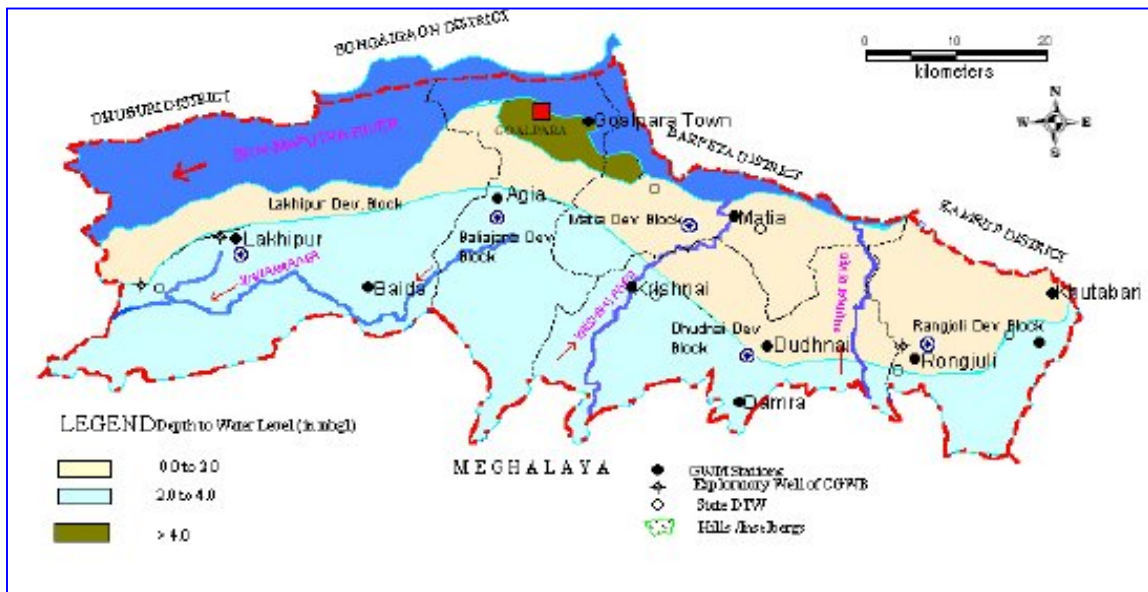 BONGAIGAON DISTRICT
0 10 20
kilometers
DHUBURI DISTRICT
N
W E
S
BRAHMAPUTRA RIVER
GOALPARA
Goalpara Town
BARPETA DISTRICT
Lakhipur Dev. Block
Agia
Matia Dev. Block
Matia
KAMRUP DISTRICT
Lakhipur
Baliajana Dev.
Block
Baida
Krishnai
Khutabari
Dhudnai Dev
Block
Dudhnai
Rangjoli Dev. Block
Rongjuli
Damra
LEGEND Depth to Water Level (in mbgl)
MEGHALAYA
0.0 to 2.0
2.0 to 4.0
> 4.0
GWM Stations
Exploratory Well of CGWB
State DTW
Hills /Inselbergs